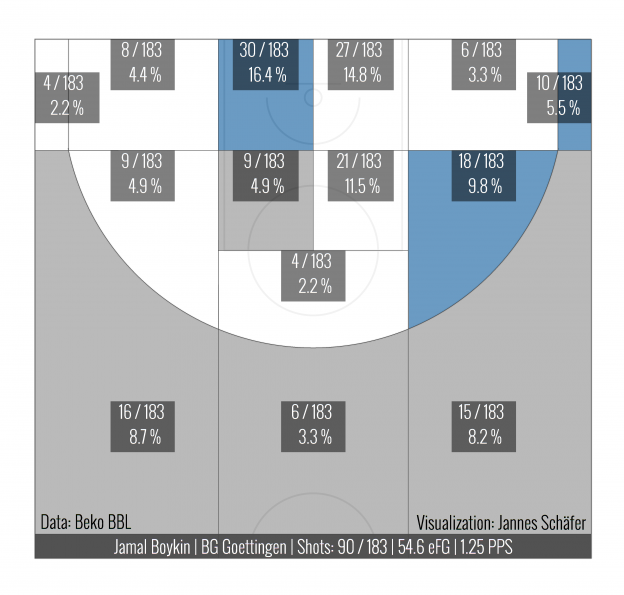 8 / 183
4.4 %
30 / 183
16.4 %
27 / 183
14.8 %
6 / 183
3.3 %
4 / 183
2.2 %
10 / 183
5.5 %
9 / 183
4.9 %
9 / 183
4.9 %
21 / 183
11.5 %
18 / 183
9.8 %
4 / 183
2.2 %
16 / 183
8.7 %
6 / 183
3.3 %
15 / 183
8.2 %
Data: Beko BBL
Visualization: Jannes Schäfer
Jamal Boykin | BG Goettingen | Shots: 90 / 183 | 54.6 eFG | 1.25 PPS